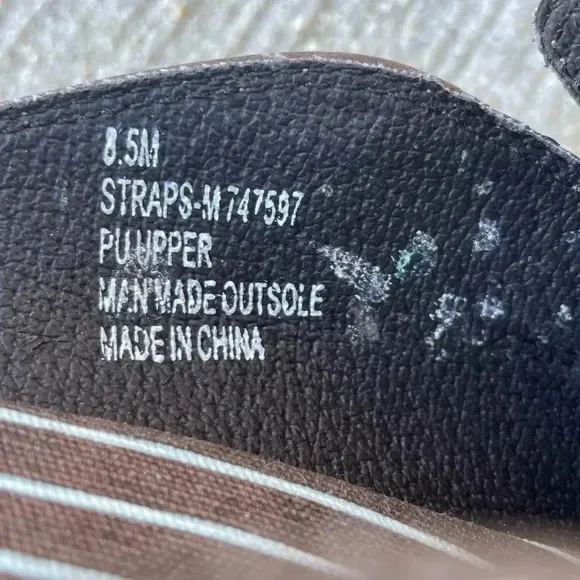 8.5M
STRAPS-M 747597
PU UPPER
MAN MADE OUTSOLE
MADE IN CHINA